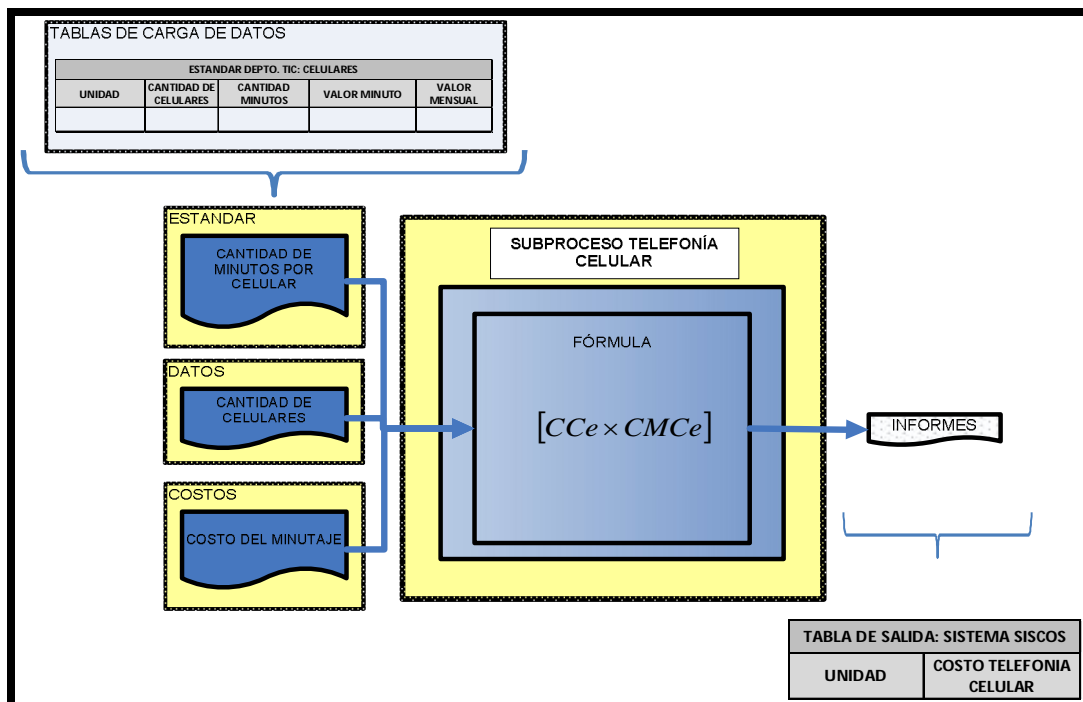 TABLAS DE CARGA DE DATOS
ESTANDAR DEPTO. TIC: CELULARES
UNIDAD
CANTIDAD DE
CELULARES
CANTIDAD
MINUTOS
VALOR MINUTO
VALOR
MENSUAL
ESTANDAR
CANTIDAD DE
MINUTOS POR
CELULAR
DATOS
CANTIDAD DE
CELULARES
COSTOS
COSTO DEL MINUTAJE
SUBPROCESO TELEFONÍA
CELULAR
FÓRMULA
[CCe × CMCe]
INFORMES
TABLA DE SALIDA: SISTEMA SISCOS
UNIDAD
COSTO TELEFONIA
CELULAR